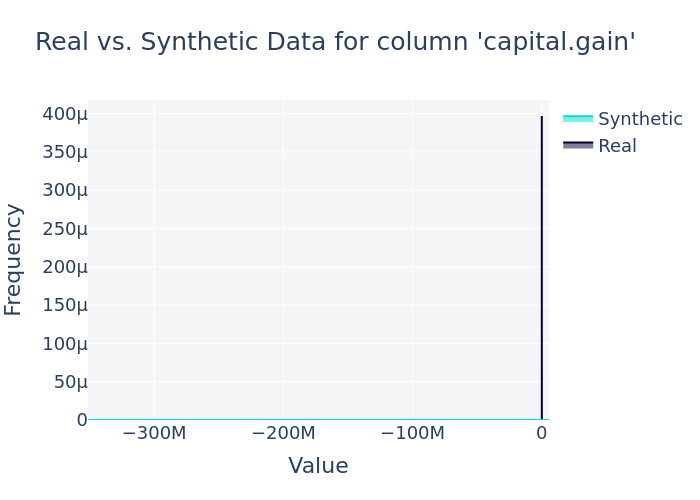 Real vs. Synthetic Data for column 'capital.gain'
Synthetic
Real
Frequency
400μ
350μ
300μ
250μ
200μ
150μ
100μ
50μ
0
−300M
−200M
−100M
0
Value